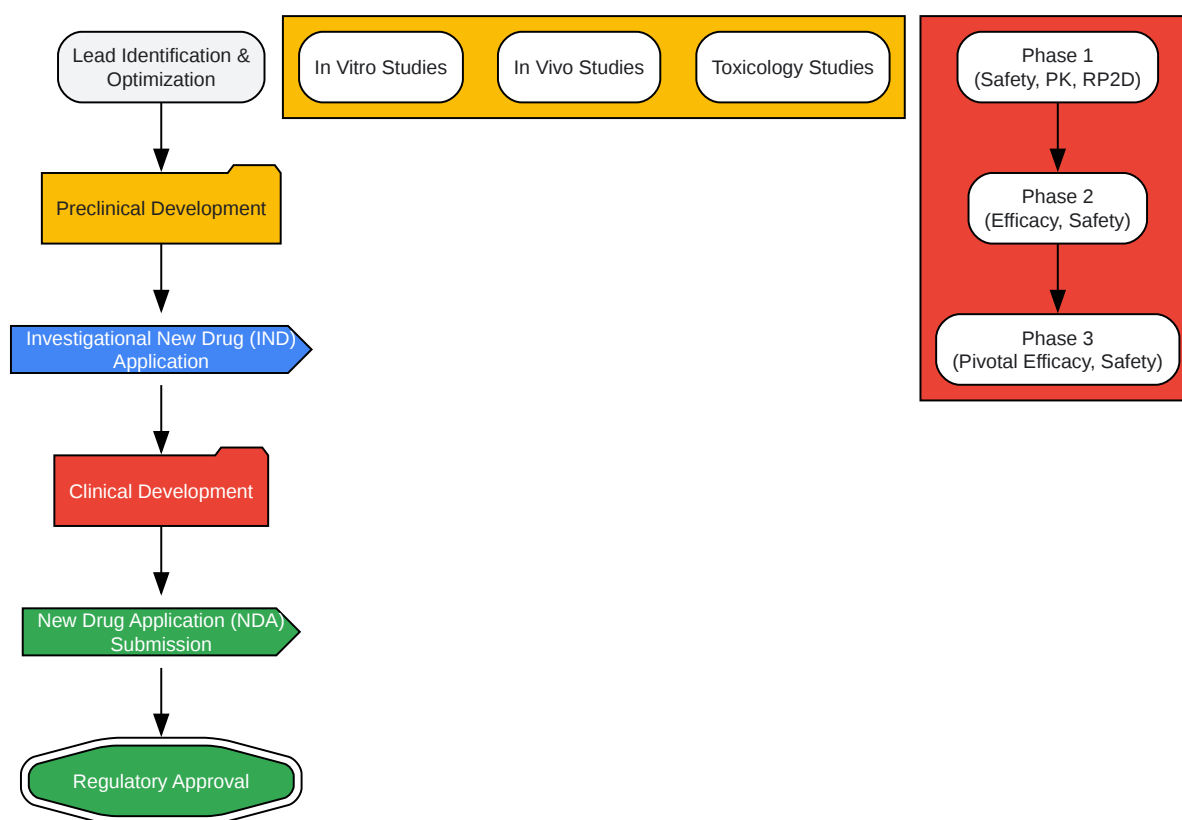 Lead Identification &
Optimization
Preclinical Development
Investigational New Drug (IND)
Application
Clinical Development
New Drug Application (NDA)
Submission
Regulatory Approval
In Vitro Studies
In Vivo Studies
Toxicology Studies
Phase 1
(Safety, PK, RP2D)
Phase 2
(Efficacy, Safety)
Phase 3
(Pivotal Efficacy, Safety)